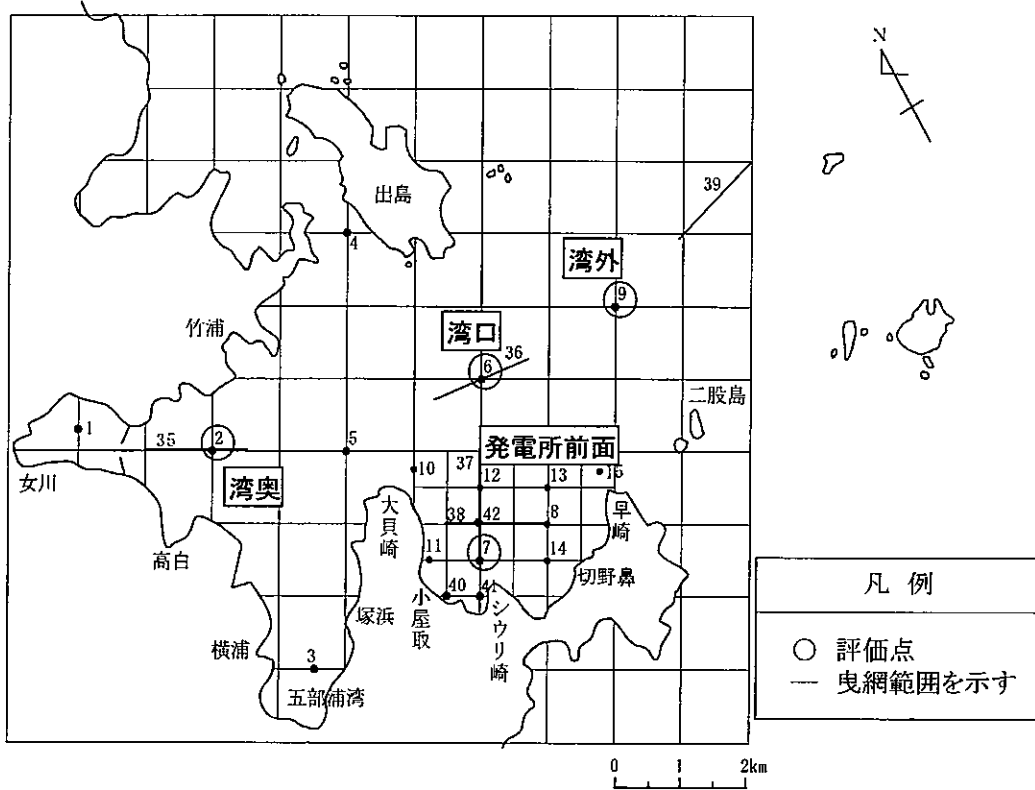 N
出島
39
4
湾外
9
竹浦
湾口
36
6
二股島
1
35
2
5
発電所前面
女川
湾奥
10
37
12
13
大貝崎
38
42
8
早崎
高白
11
7
14
切野鼻
40
41
小屋取
シウリ崎
塚浜
横浦
3
五部浦湾
凡例
○ 評価点
— 曳網範囲を示す
0 1 2km